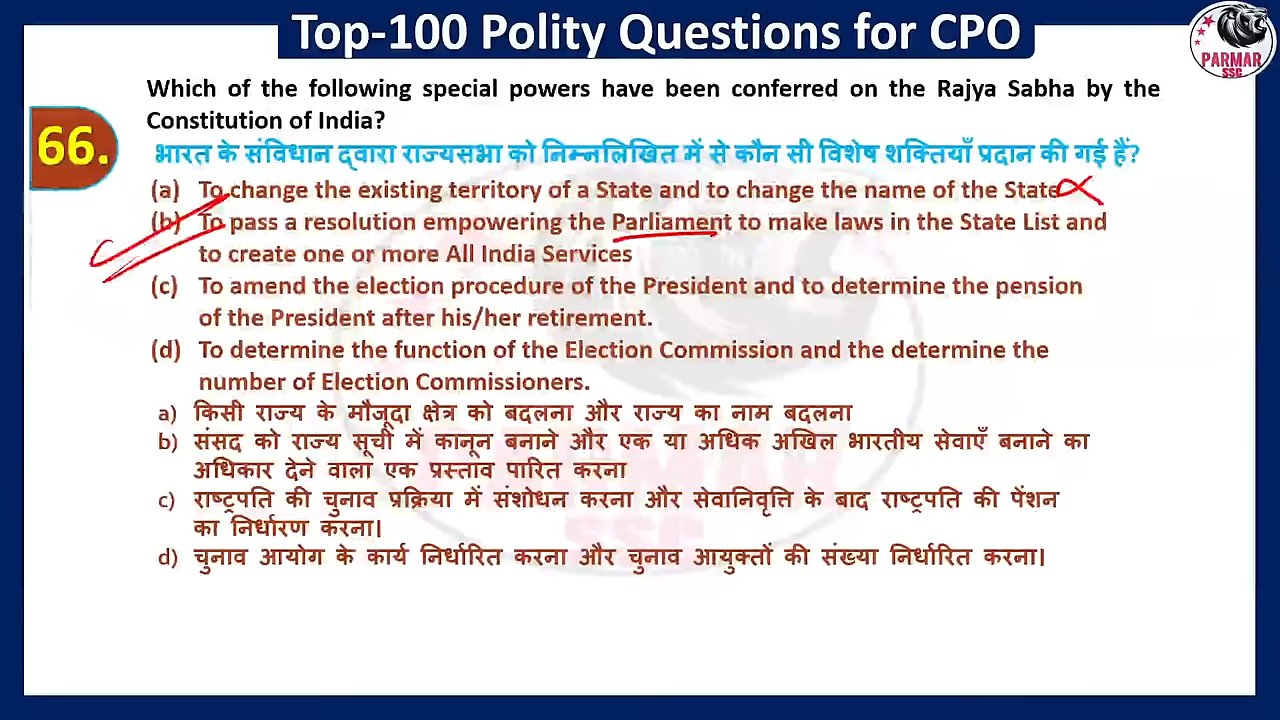 Top-100 Polity Questions for CPO
PARMAR
SSC
66.
Which of the following special powers have been conferred on the Rajya Sabha by the
Constitution of India?
भारत के संविधान द्वारा राज्यसभा को निम्नलिखित में से कौन सी विशेष शक्तियाँ प्रदान की गई हैं?
(a) To change the existing territory of a State and to change the name of the State
(b) To pass a resolution empowering the Parliament to make laws in the State List and
to create one or more All India Services
(c) To amend the election procedure of the President and to determine the pension
of the President after his/her retirement.
(d) To determine the function of the Election Commission and the determine the
number of Election Commissioners.
a) किसी राज्य के मौजूदा क्षेत्र को बदलना और राज्य का नाम बदलना
b) संसद को राज्य सूची में कानून बनाने और एक या अधिक अखिल भारतीय सेवाएँ बनाने का
अधिकार देने वाला एक प्रस्ताव पारित करना
c) राष्ट्रपति की चुनाव प्रक्रिया में संशोधन करना और सेवानिवृत्ति के बाद राष्ट्रपति की पेंशन
का निर्धारण करना।
d) चुनाव आयोग के कार्य निर्धारित करना और चुनाव आयुक्तों की संख्या निर्धारित करना।
PARMAR
SSC